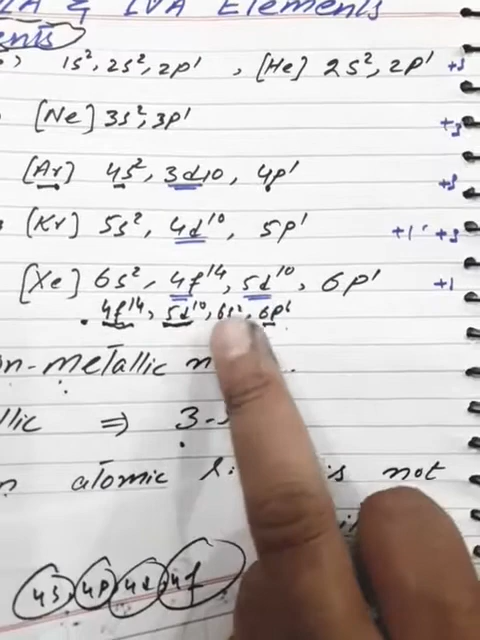 & IVA Elements
ents
1s², 2s², 2p¹ , [He] 2s², 2p¹ +3
[Ne] 3s², 3p¹ +3
[Ar] 4s², 3d10, 4p¹ +3
[Kr] 5s², 4d¹⁰, 5p¹ +1, +3
[Xe] 6s², 4f¹⁴, 5d¹⁰, 6p¹ +1
4f¹⁴, 5d¹⁰, 6s², 6p¹
n-metallic
llic ⇒ 3-
n atomic is not
4s 4p 4d 4f